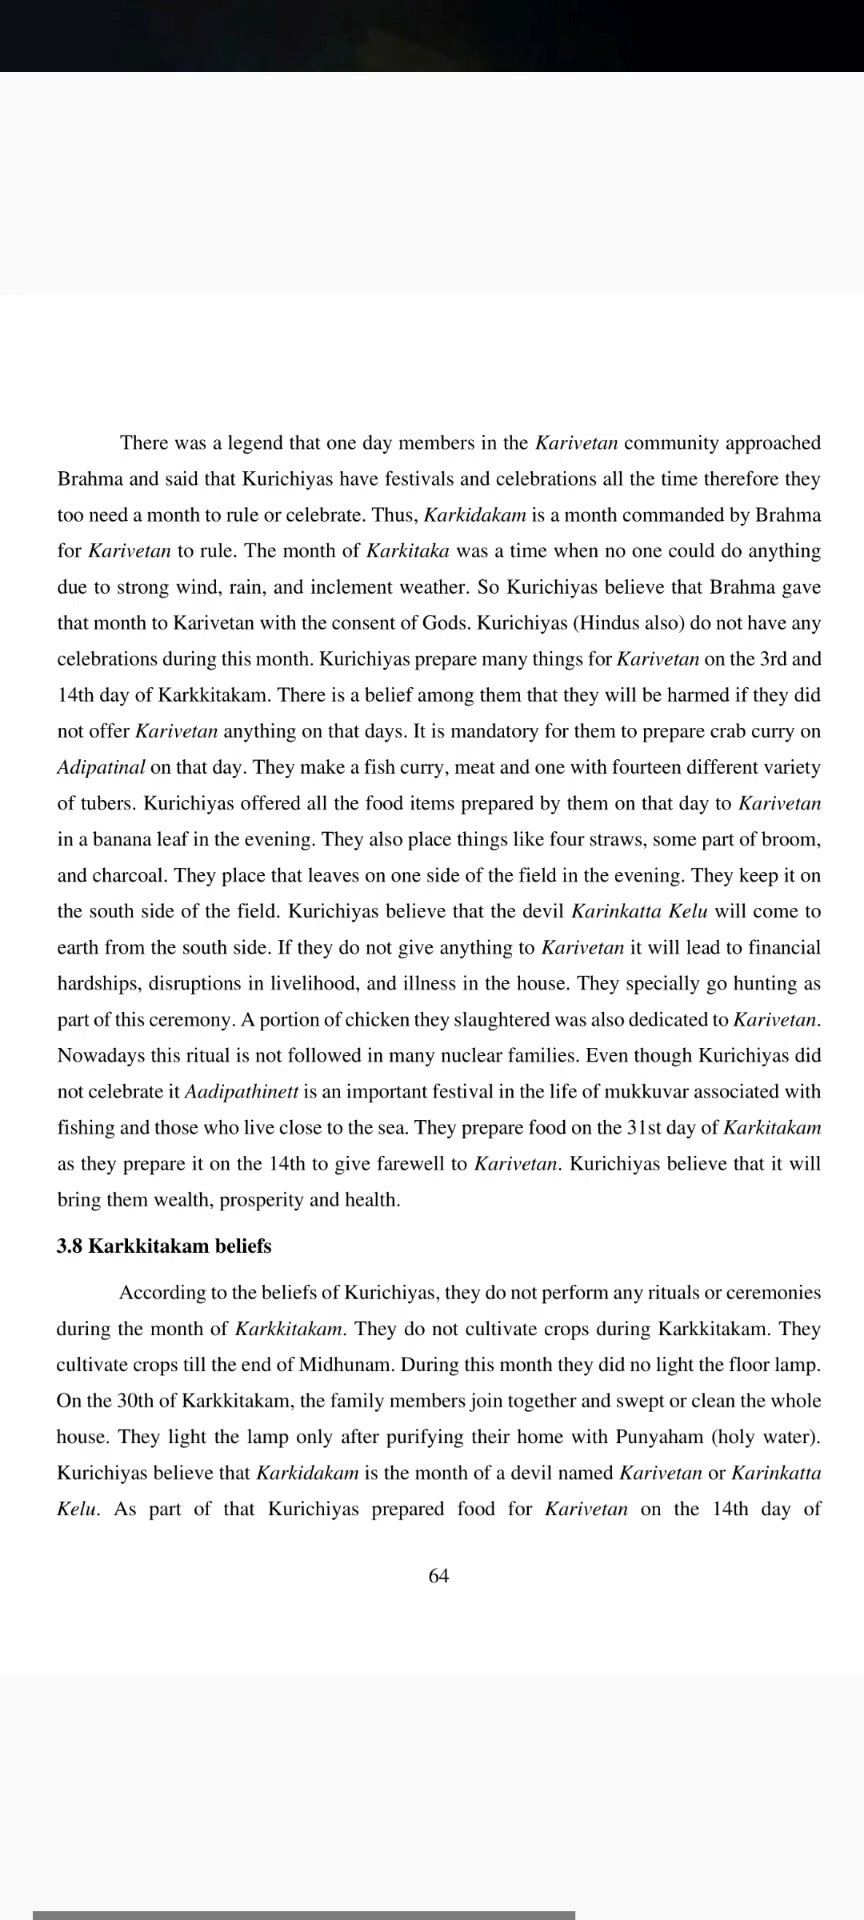 There was a legend that one day members in the Karivetan community approached
Brahma and said that Kurichiyas have festivals and celebrations all the time therefore they
too need a month to rule or celebrate. Thus, Karkidakam is a month commanded by Brahma
for Karivetan to rule. The month of Karkitaka was a time when no one could do anything
due to strong wind, rain, and inclement weather. So Kurichiyas believe that Brahma gave
that month to Karivetan with the consent of Gods. Kurichiyas (Hindus also) do not have any
celebrations during this month. Kurichiyas prepare many things for Karivetan on the 3rd and
14th day of Karkkitakam. There is a belief among them that they will be harmed if they did
not offer Karivetan anything on that days. It is mandatory for them to prepare crab curry on
Adipatinal on that day. They make a fish curry, meat and one with fourteen different variety
of tubers. Kurichiyas offered all the food items prepared by them on that day to Karivetan
in a banana leaf in the evening. They also place things like four straws, some part of broom,
and charcoal. They place that leaves on one side of the field in the evening. They keep it on
the south side of the field. Kurichiyas believe that the devil Karinkatta Kelu will come to
earth from the south side. If they do not give anything to Karivetan it will lead to financial
hardships, disruptions in livelihood, and illness in the house. They specially go hunting as
part of this ceremony. A portion of chicken they slaughtered was also dedicated to Karivetan.
Nowadays this ritual is not followed in many nuclear families. Even though Kurichiyas did
not celebrate it Aadipathinett is an important festival in the life of mukkuvar associated with
fishing and those who live close to the sea. They prepare food on the 31st day of Karkitakam
as they prepare it on the 14th to give farewell to Karivetan. Kurichiyas believe that it will
bring them wealth, prosperity and health.
3.8 Karkkitakam beliefs
According to the beliefs of Kurichiyas, they do not perform any rituals or ceremonies
during the month of Karkkitakam. They do not cultivate crops during Karkkitakam. They
cultivate crops till the end of Midhunam. During this month they did no light the floor lamp.
On the 30th of Karkkitakam, the family members join together and swept or clean the whole
house. They light the lamp only after purifying their home with Punyaham (holy water).
Kurichiyas believe that Karkidakam is the month of a devil named Karivetan or Karinkatta
Kelu. As part of that Kurichiyas prepared food for Karivetan on the 14th day of
64